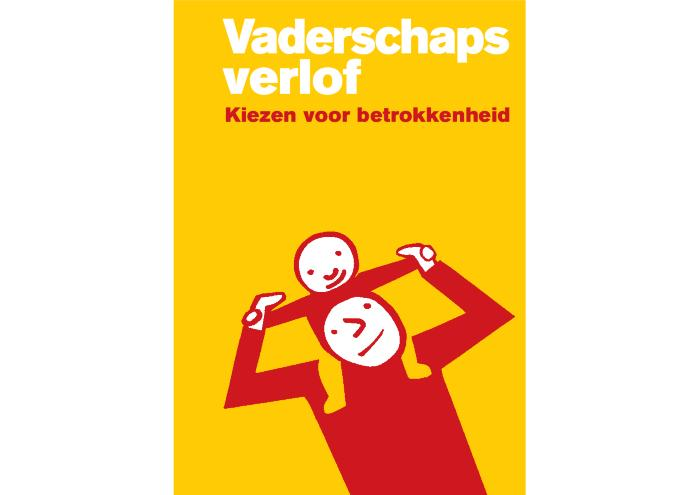 Vaderschaps
verlof
Kiezen voor betrokkenheid